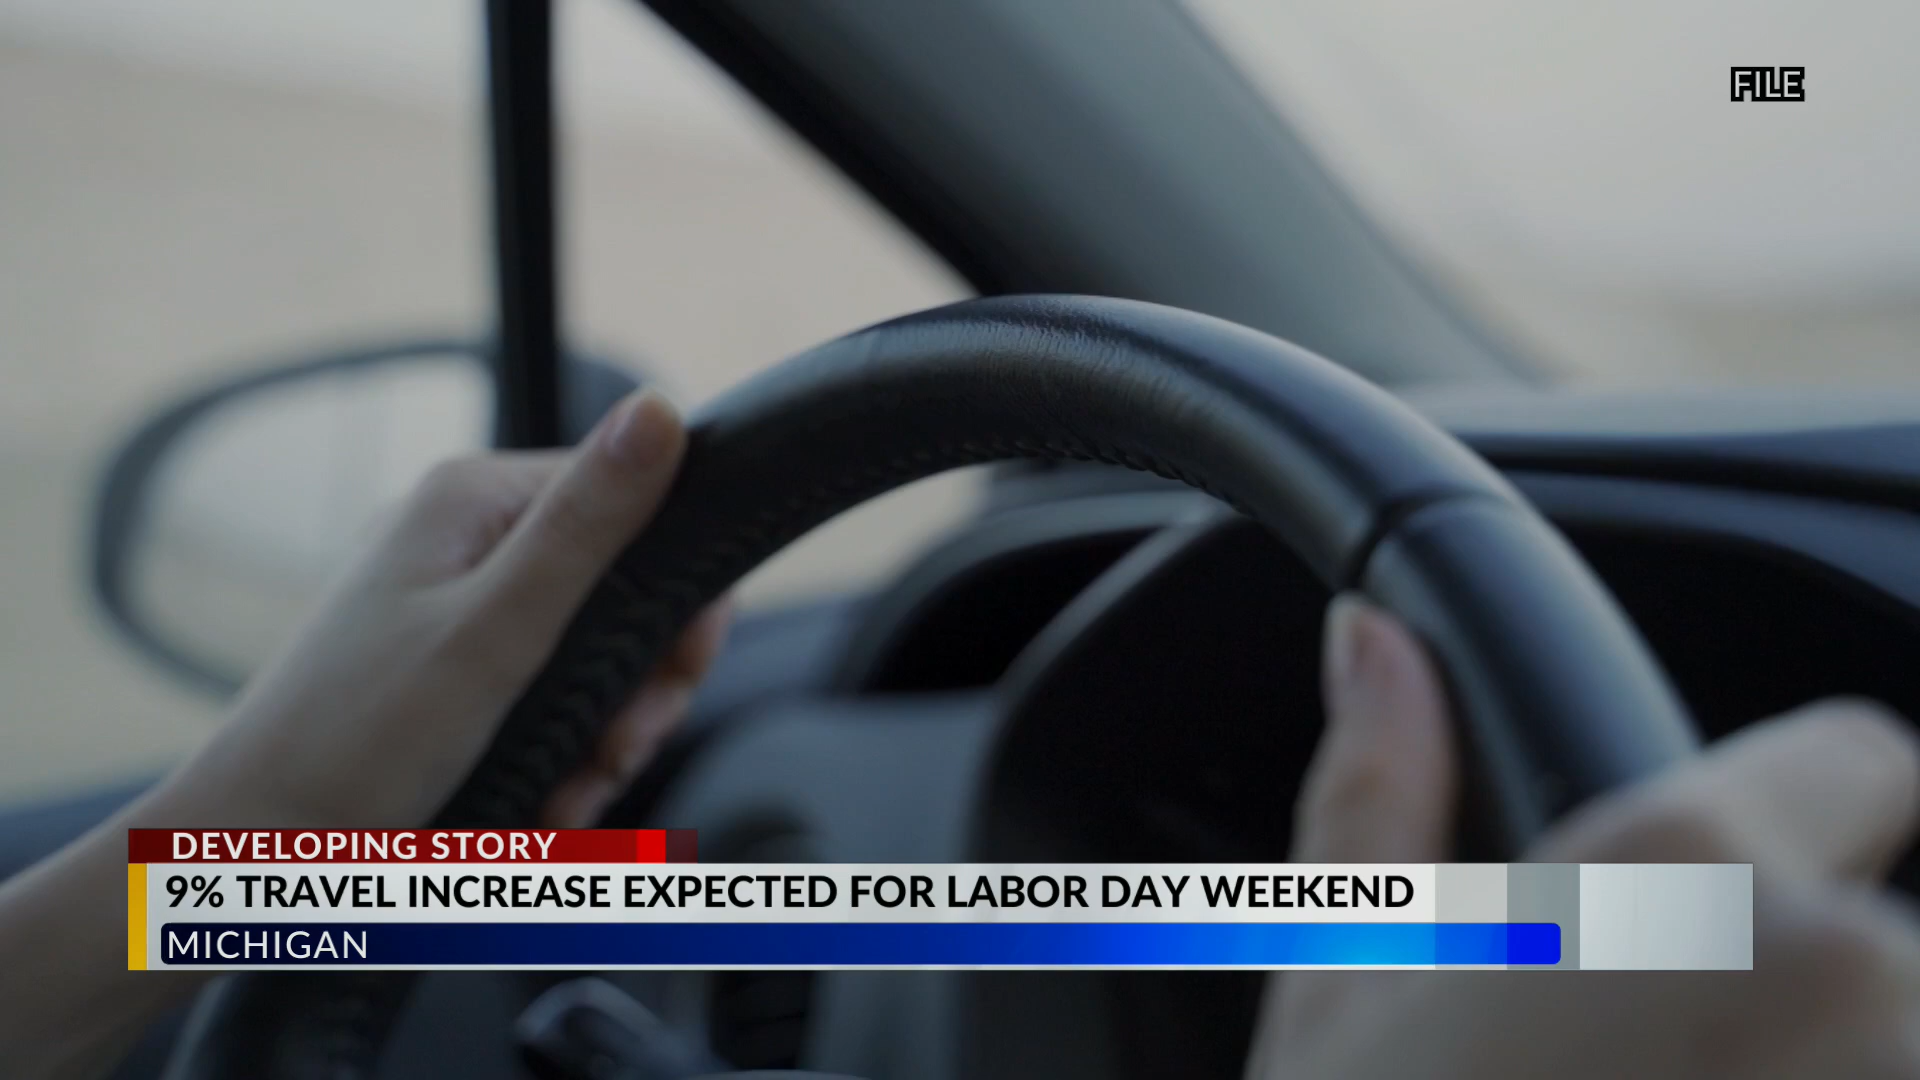 FILE
DEVELOPING STORY
9% TRAVEL INCREASE EXPECTED FOR LABOR DAY WEEKEND
MICHIGAN